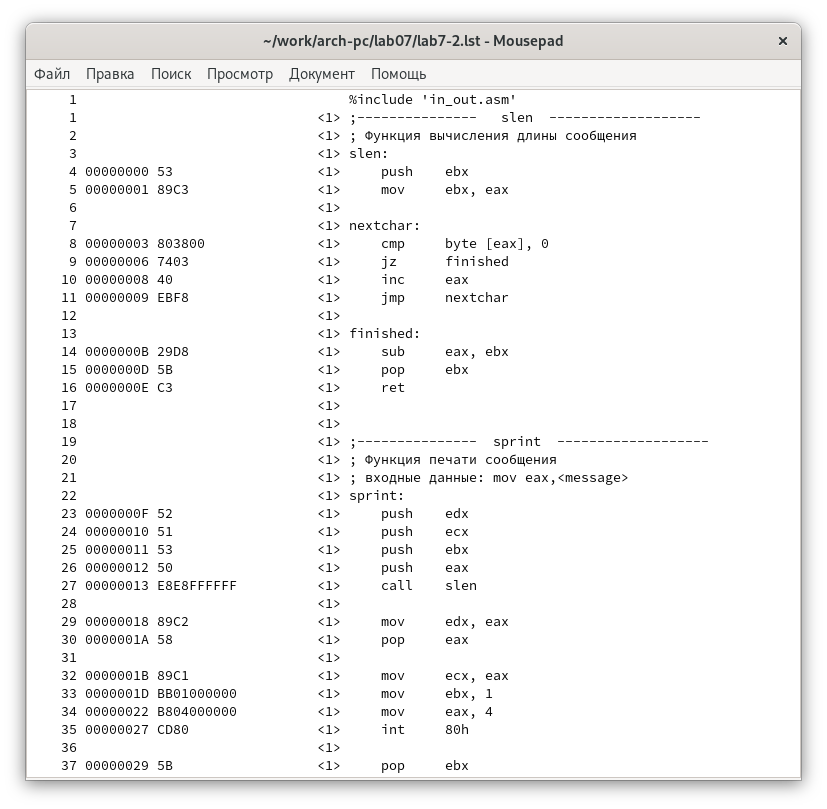 ~/work/arch-pc/lab07/lab7-2.lst - Mousepad ×
Файл Правка Поиск Просмотр Документ Помощь
1 %include 'in_out.asm'
1 <1> ;--------------- slen -------------------
2 <1> ; Функция вычисления длины сообщения
3 <1> slen:
4 00000000 53 <1> push ebx
5 00000001 89C3 <1> mov ebx, eax
6 <1>
7 <1> nextchar:
8 00000003 803800 <1> cmp byte [eax], 0
9 00000006 7403 <1> jz finished
10 00000008 40 <1> inc eax
11 00000009 EBF8 <1> jmp nextchar
12 <1>
13 <1> finished:
14 0000000B 29D8 <1> sub eax, ebx
15 0000000D 5B <1> pop ebx
16 0000000E C3 <1> ret
17 <1>
18 <1>
19 <1> ;--------------- sprint -------------------
20 <1> ; Функция печати сообщения
21 <1> ; входные данные: mov eax,<message>
22 <1> sprint:
23 0000000F 52 <1> push edx
24 00000010 51 <1> push ecx
25 00000011 53 <1> push ebx
26 00000012 50 <1> push eax
27 00000013 E8E8FFFFFF <1> call slen
28 <1>
29 00000018 89C2 <1> mov edx, eax
30 0000001A 58 <1> pop eax
31 <1>
32 0000001B 89C1 <1> mov ecx, eax
33 0000001D BB01000000 <1> mov ebx, 1
34 00000022 B804000000 <1> mov eax, 4
35 00000027 CD80 <1> int 80h
36 <1>
37 00000029 5B <1> pop ebx